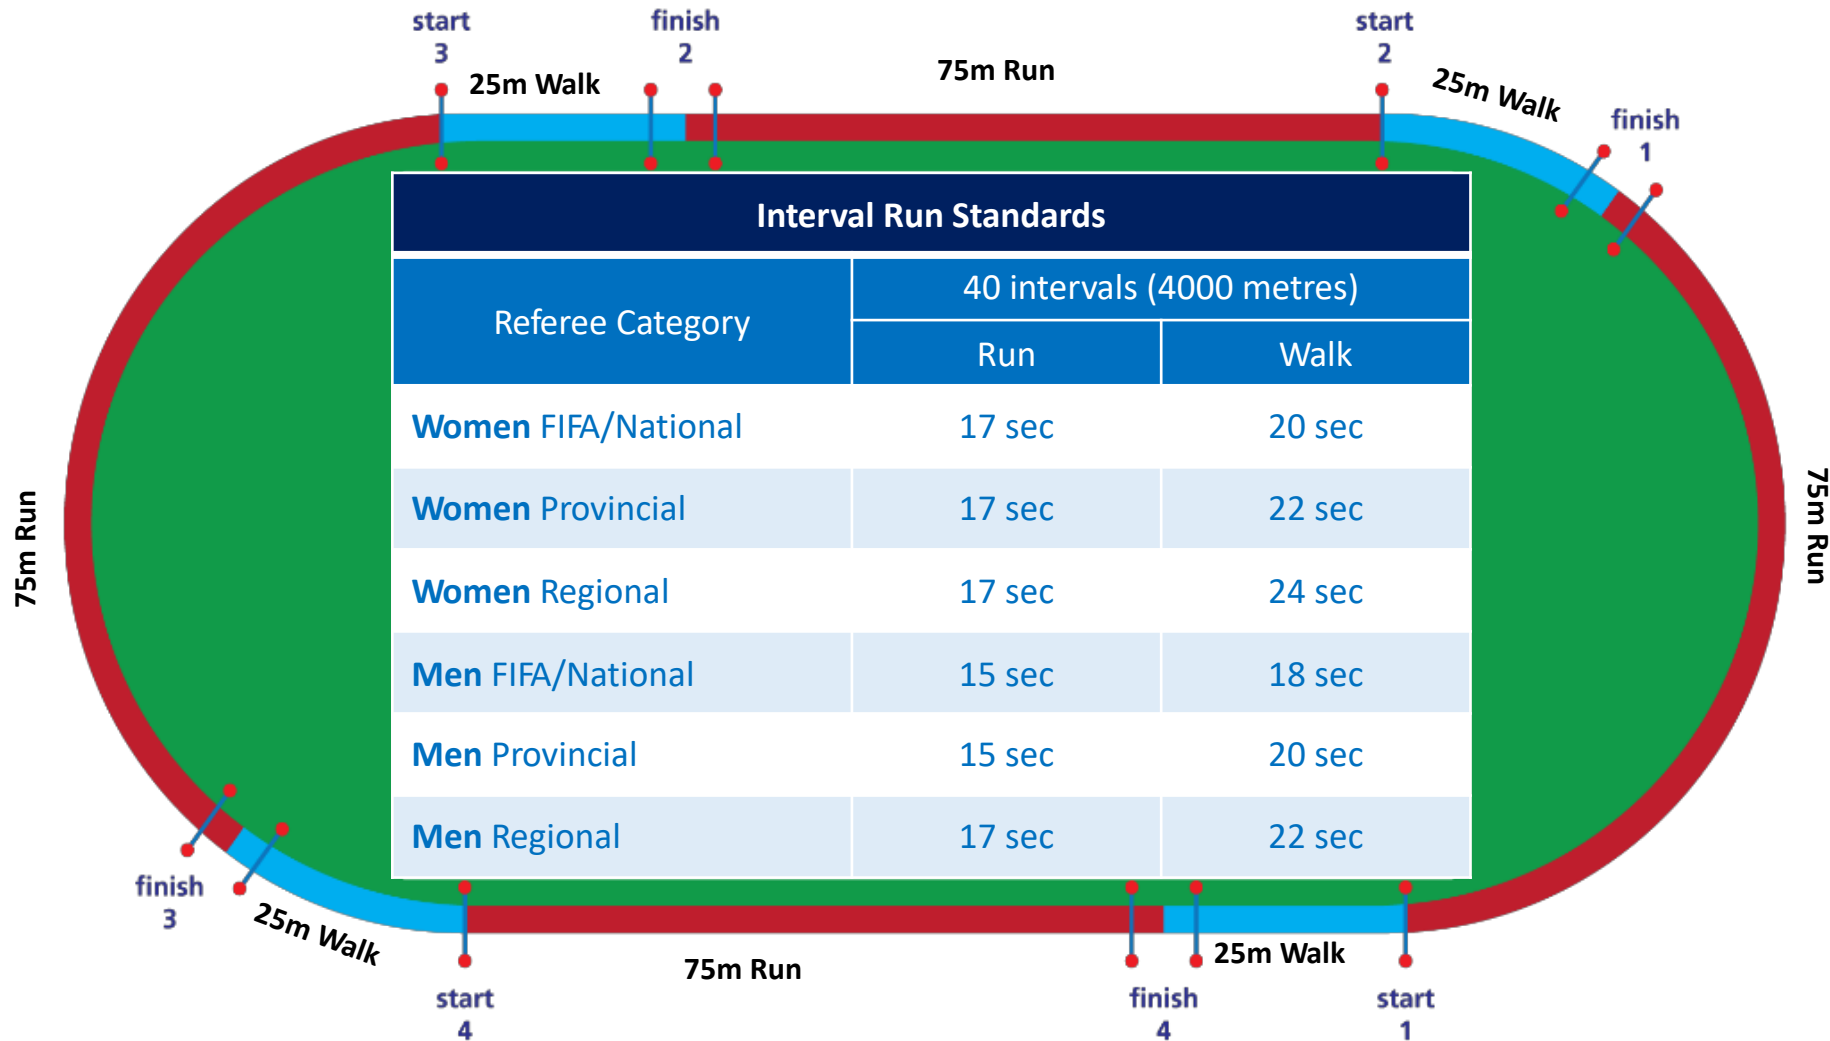 start
3
finish
2
start
2
25m Walk
75m Run
25m Walk
finish
1
Interval Run Standards
Referee Category
40 intervals (4000 metres)
Run
Walk
Women FIFA/National
17 sec
20 sec
Women Provincial
17 sec
22 sec
Women Regional
17 sec
24 sec
Men FIFA/National
15 sec
18 sec
Men Provincial
15 sec
20 sec
Men Regional
17 sec
22 sec
75m Run
75m Run
finish
3
25m Walk
75m Run
25m Walk
start
4
finish
4
start
1